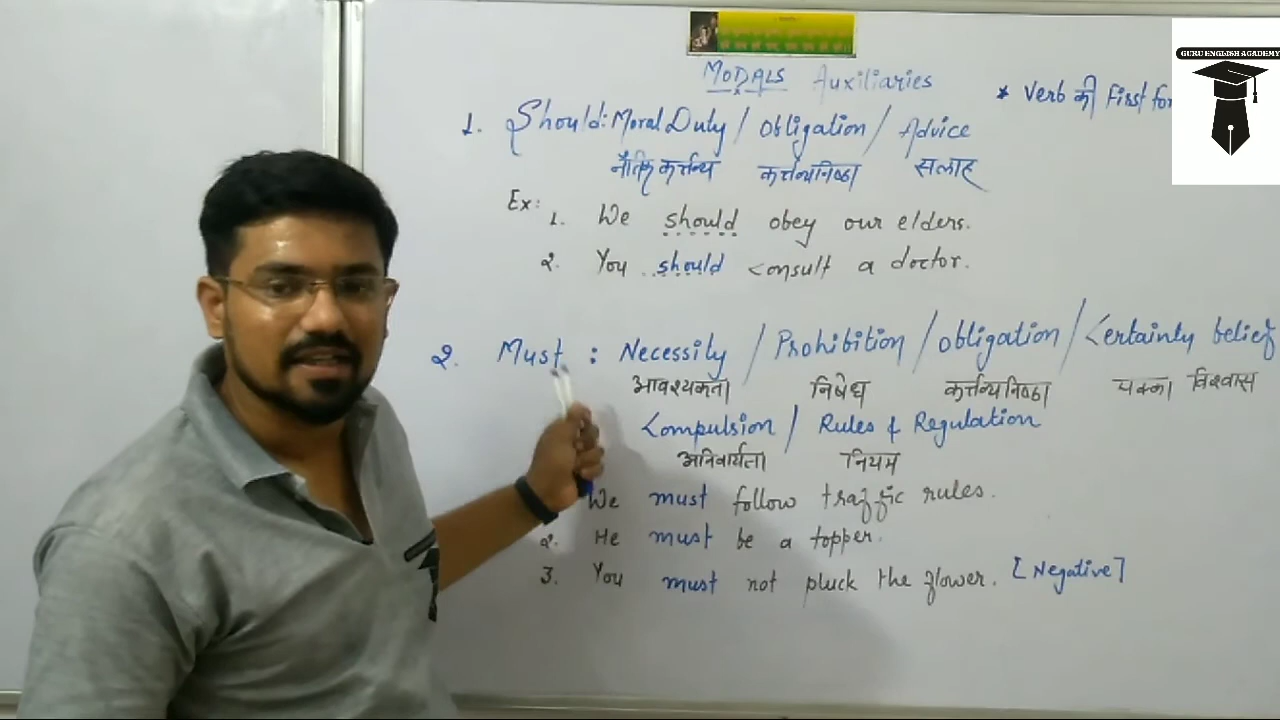 MODALS Auxiliaries
* Verb की First for
GURU ENGLISH ACADEMY
1. Should: Moral Duty / Obligation / Advice
नैतिक कर्त्तव्य कर्त्तव्यनिष्ठा सलाह
Ex: 1. We should obey our elders.
2. You should consult a doctor.
2. Must : Necessity / Prohibition / Obligation / Certainty belief
आवश्यकता निषेध कर्त्तव्यनिष्ठा पक्का विश्वास
Compulsion / Rules & Regulation
अनिवार्यता नियम
We must follow traffic rules.
2. He must be a topper.
3. You must not pluck the flower. [Negative]